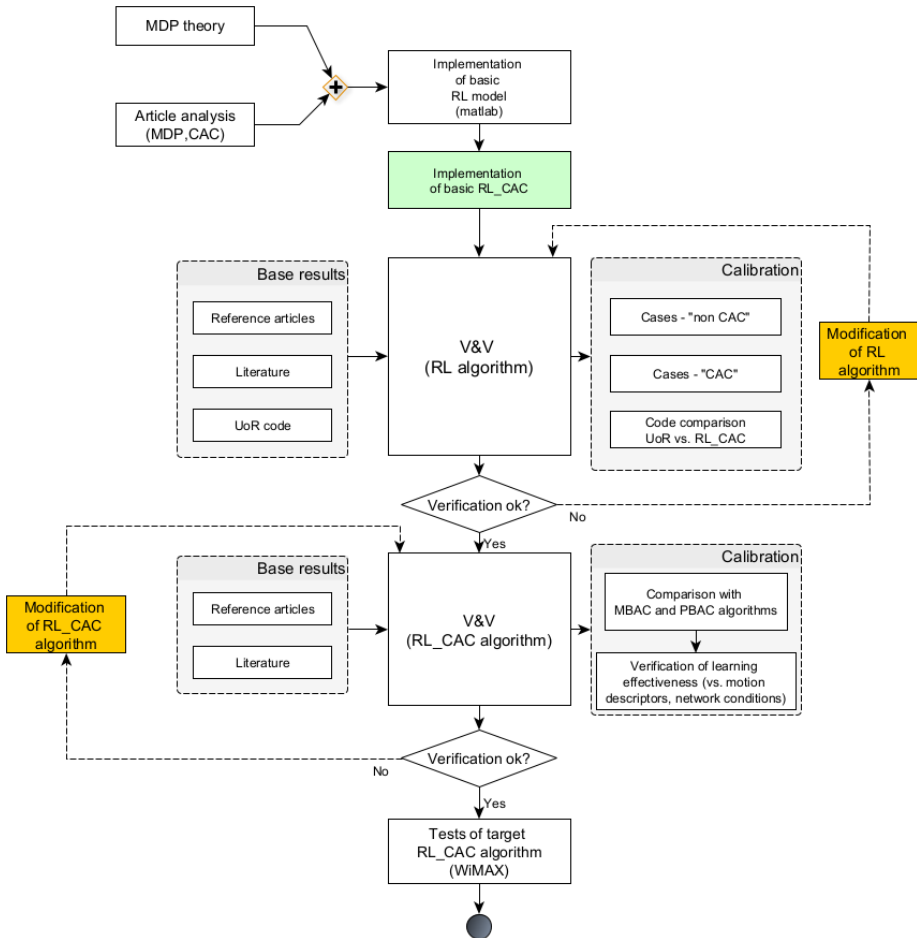 MDP theory
Article analysis
(MDP,CAC)
Implementation
of basic
RL model
(matlab)
Implementation
of basic RL_CAC
Base results
Reference articles
Literature
UoR code
V&V
(RL algorithm)
Calibration
Cases - "non CAC"
Cases - "CAC"
Code comparison
UoR vs. RL_CAC
Modification
of RL
algorithm
Verification ok?
No
Yes
Modification
of RL_CAC
algorithm
Base results
Reference articles
Literature
V&V
(RL_CAC algorithm)
Calibration
Comparison with
MBAC and PBAC algorithms
Verification of learning
effectiveness (vs. motion
descriptors, network conditions)
Verification ok?
No
Yes
Tests of target
RL_CAC algorithm
(WiMAX)